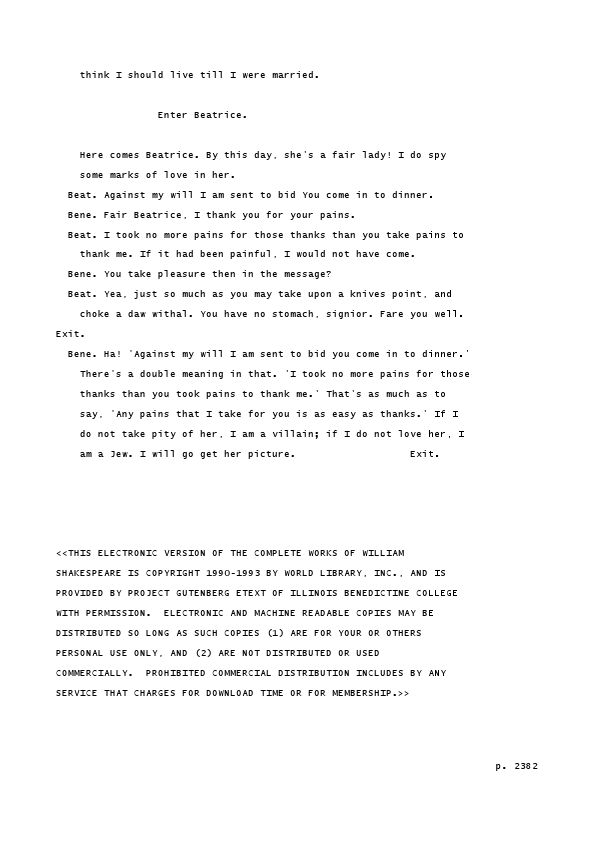 think I should live till I were married.
Enter Beatrice.
Here comes Beatrice. By this day, she's a fair lady! I do spy
some marks of love in her.
Beat. Against my will I am sent to bid You come in to dinner.
Bene. Fair Beatrice, I thank you for your pains.
Beat. I took no more pains for those thanks than you take pains to
thank me. If it had been painful, I would not have come.
Bene. You take pleasure then in the message?
Beat. Yea, just so much as you may take upon a knives point, and
choke a daw withal. You have no stomach, signior. Fare you well.
Exit.
Bene. Ha! 'Against my will I am sent to bid you come in to dinner.'
There's a double meaning in that. 'I took no more pains for those
thanks than you took pains to thank me.' That's as much as to
say, 'Any pains that I take for you is as easy as thanks.' If I
do not take pity of her, I am a villain; if I do not love her, I
am a Jew. I will go get her picture. Exit.
<<THIS ELECTRONIC VERSION OF THE COMPLETE WORKS OF WILLIAM
SHAKESPEARE IS COPYRIGHT 1990-1993 BY WORLD LIBRARY, INC., AND IS
PROVIDED BY PROJECT GUTENBERG ETEXT OF ILLINOIS BENEDICTINE COLLEGE
WITH PERMISSION. ELECTRONIC AND MACHINE READABLE COPIES MAY BE
DISTRIBUTED SO LONG AS SUCH COPIES (1) ARE FOR YOUR OR OTHERS
PERSONAL USE ONLY, AND (2) ARE NOT DISTRIBUTED OR USED
COMMERCIALLY. PROHIBITED COMMERCIAL DISTRIBUTION INCLUDES BY ANY
SERVICE THAT CHARGES FOR DOWNLOAD TIME OR FOR MEMBERSHIP.>>
p. 2382